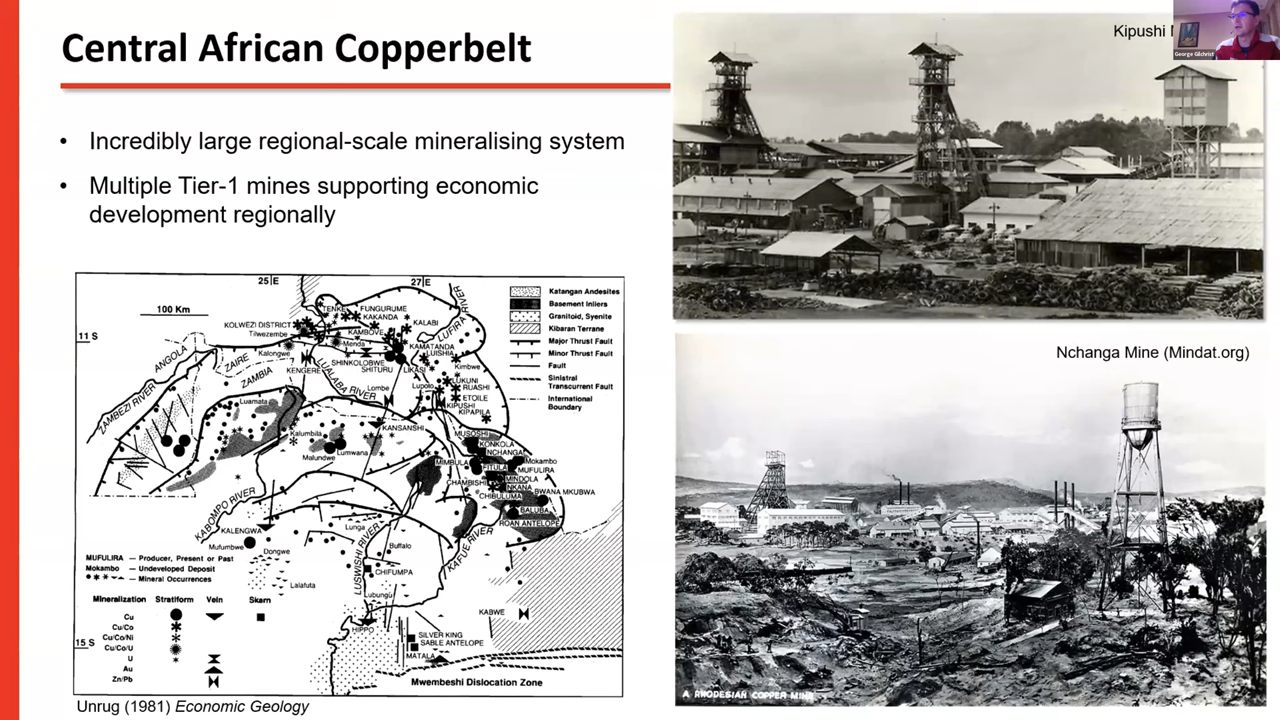 Central African Copperbelt
• Incredibly large regional-scale mineralising system
• Multiple Tier-1 mines supporting economic
development regionally
Kipushi
George Gilchrist
Nchanga Mine (Mindat.org)
A RHODESIAN COPPER MINE
25 E
27 E
100 Km
11 S
15 S
ANGOLA
ZAIRE
ZAMBIA
ZAMBEZI RIVER
LUALABA RIVER
LUFIRA RIVER
KABOMPO RIVER
LUSWISHI RIVER
KAFUE RIVER
KOLWEZI DISTRICT
Tilwezembe
Kalongwe
KENGERE
TENKE
FUNGURUME
KAKANDA
KAMBOVE
KALABI
Menda
SHINKOLOBWE
SHITURU
LIKASI
KAMATANDA
LUISHIA
Kimbwe
Lombe
Lupolo
LUKUNI
RUASHI
ETOILE
KIPUSHI
KIPAPILA
Luamata
Kalumbila
Malundwe
Lumwana
KANSANSHI
MUSOSHI
KONKOLA
NCHANGA
Mokambo
MIMBULA
FITULA
MUFULIRA
CHAMBISHI
MINDOLA
NKANA
CHIBULUMA
BWANA MKUBWA
BALUBA
ROAN ANTELOPE
KALENGWA
Mufumbwe
Dongwe
Lalafuta
Lunga
Buffalo
CHIFUMPA
Lubungu
HIPPO
KABWE
SILVER KING
SABLE ANTELOPE
MATALA
Mwembeshi Dislocation Zone
Katangan Andesites
Basement Inliers
Granitoid, Syenite
Kibaran Terrane
Major Thrust Fault
Minor Thrust Fault
Fault
Sinistral
Transcurrent Fault
International
Boundary
MUFULIRA — Producer, Present or Past
Mokambo — Undeveloped Deposit
— Mineral Occurrences
Mineralization Stratiform Vein Skarn
Cu
Cu/Co
Cu/Co/Ni
Cu/Co/U
U
Au
Zn/Pb
Unrug (1981) Economic Geology